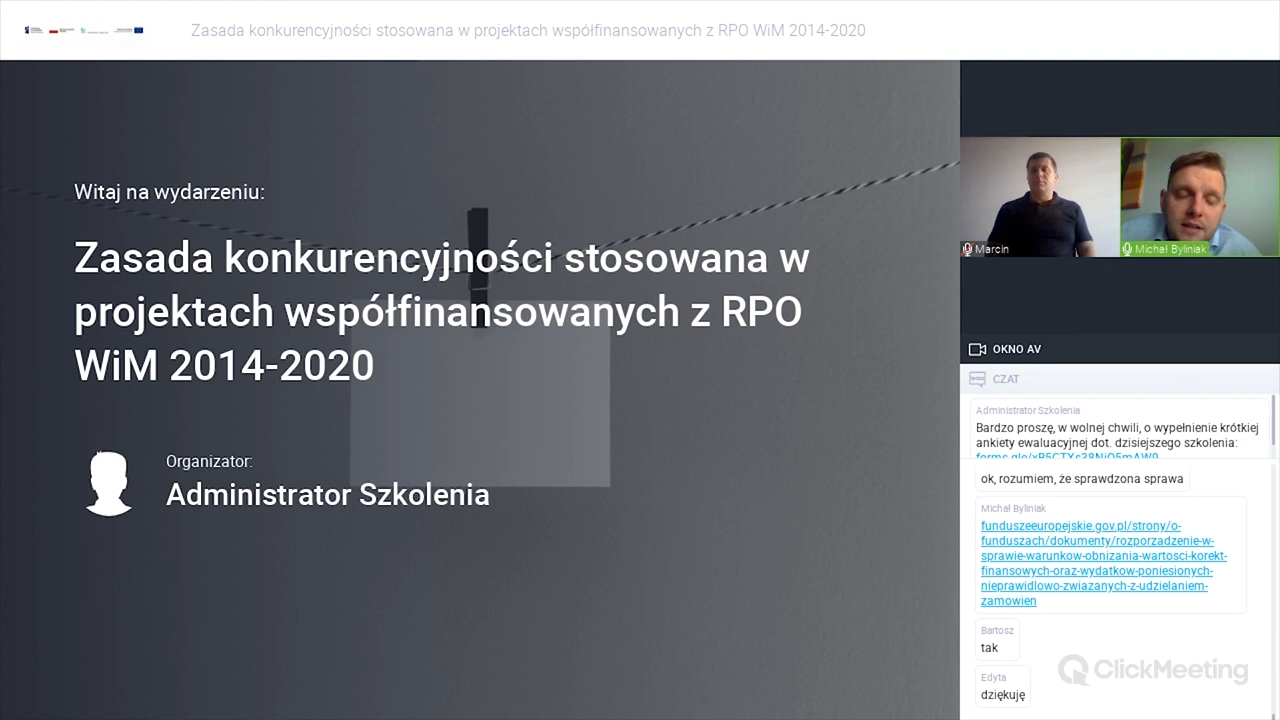 Zasada konkurencyjności stosowana w projektach współfinansowanych z RPO WiM 2014-2020
Witaj na wydarzeniu:
Zasada konkurencyjności stosowana w
projektach współfinansowanych z RPO
WiM 2014-2020
Organizator:
Administrator Szkolenia
Marcin
Michał Byliniak
OKNO AV
CZAT
Administrator Szkolenia
Bardzo proszę, w wolnej chwili, o wypełnienie krótkiej
ankiety ewaluacyjnej dot. dzisiejszego szkolenia:
ok, rozumiem, że sprawdzona sprawa
Michał Byliniak
funduszeeuropejskie.gov.pl/strony/o-
funduszach/dokumenty/rozporzadzenie-w-
sprawie-warunkow-obnizania-wartosci-korekt-
finansowych-oraz-wydatkow-poniesionych-
nieprawidlowo-zwiazanych-z-udzielaniem-
zamowien
Bartosz
tak
Edyta
dziękuję
ClickMeeting